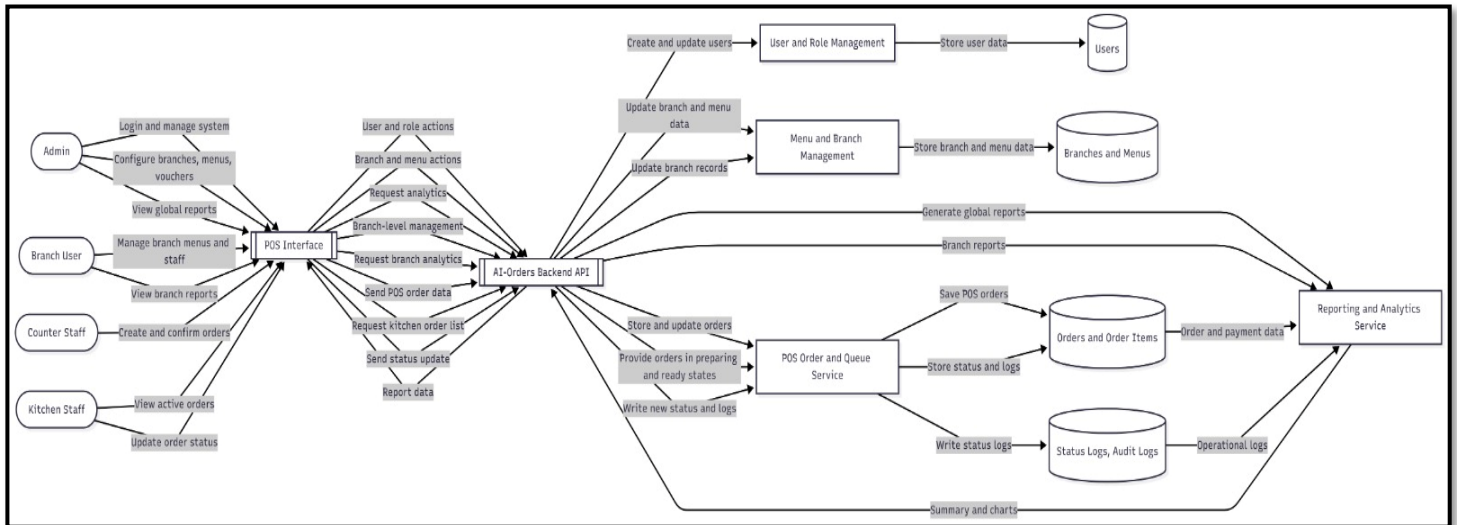 Admin
Branch User
Counter Staff
Kitchen Staff
Login and manage system
Configure branches, menus,
vouchers
View global reports
Manage branch menus and
staff
View branch reports
Create and confirm orders
View active orders
Update order status
POS Interface
User and role actions
Branch and menu actions
Request analytics
Branch-level management
Request branch analytics
Send POS order data
Request kitchen order list
Send status update
Report data
AI-Orders Backend API
Create and update users
Update branch and menu
data
Update branch records
Generate global reports
Branch reports
Store and update orders
Provide orders in preparing
and ready states
Write new status and logs
Summary and charts
User and Role Management
Store user data
Users
Menu and Branch
Management
Store branch and menu data
Branches and Menus
POS Order and Queue
Service
Save POS orders
Store status and logs
Write status logs
Orders and Order Items
Status Logs, Audit Logs
Order and payment data
Operational logs
Reporting and Analytics
Service